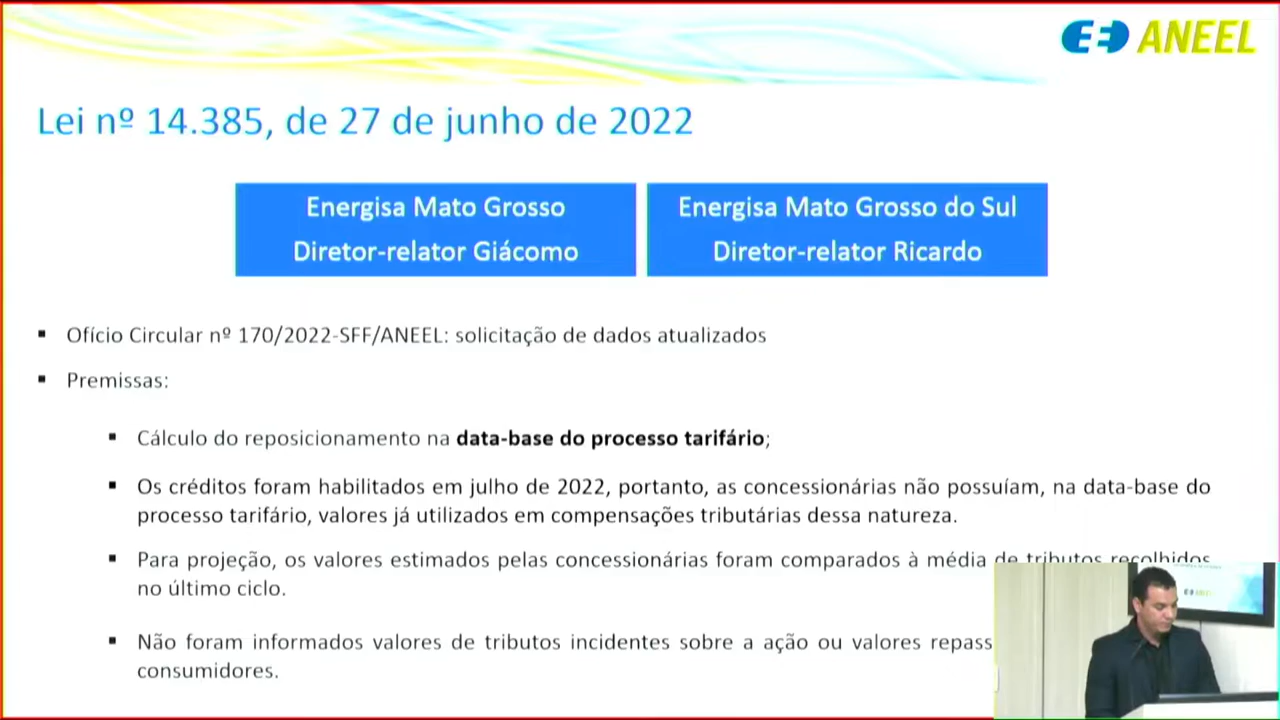 ANEEL
Lei nº 14.385, de 27 de junho de 2022
Energisa Mato Grosso
Diretor-relator Giácomo
Energisa Mato Grosso do Sul
Diretor-relator Ricardo
▪ Ofício Circular nº 170/2022-SFF/ANEEL: solicitação de dados atualizados
▪ Premissas:
▪ Cálculo do reposicionamento na data-base do processo tarifário;
▪ Os créditos foram habilitados em julho de 2022, portanto, as concessionárias não possuíam, na data-base do
processo tarifário, valores já utilizados em compensações tributárias dessa natureza.
▪ Para projeção, os valores estimados pelas concessionárias foram comparados à média de tributos recolhidos
no último ciclo.
▪ Não foram informados valores de tributos incidentes sobre a ação ou valores repass
consumidores.
ANEEL